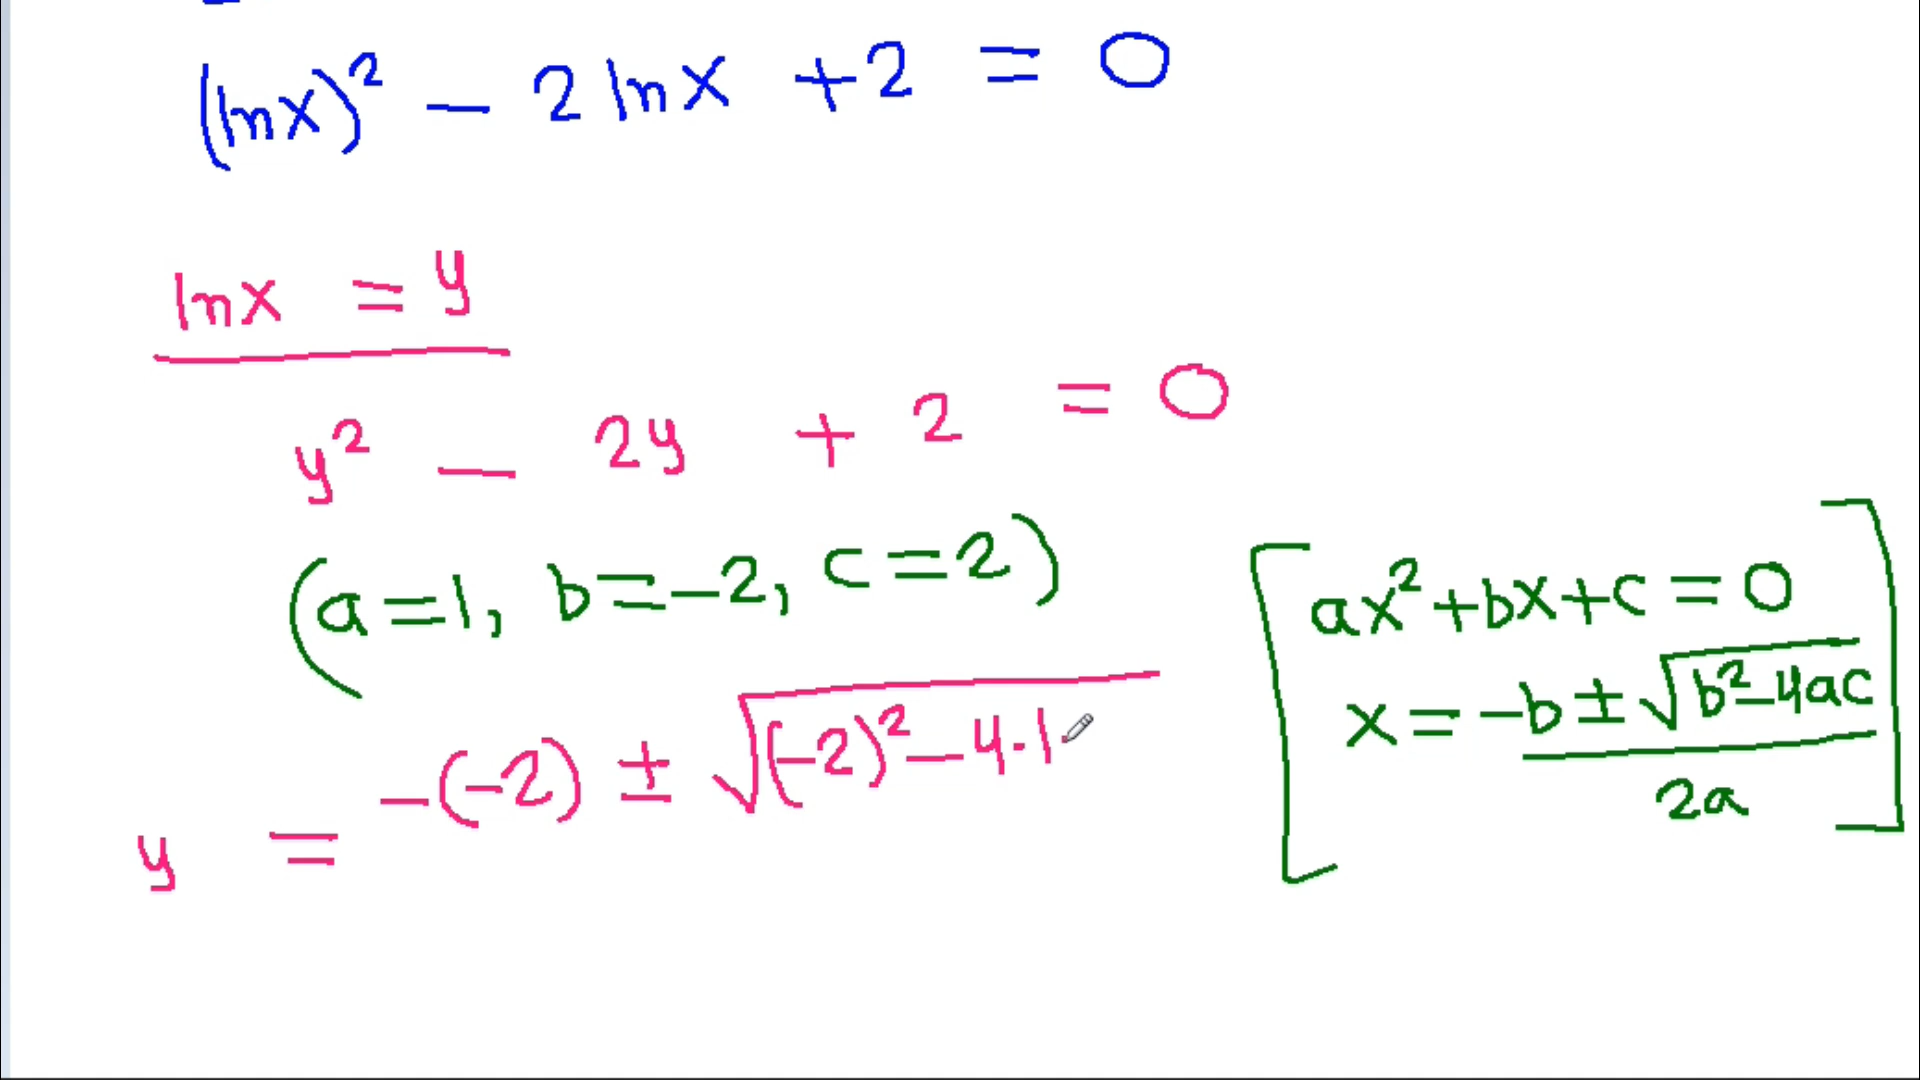 (lnx)² − 2 lnx + 2 = 0
lnx = y
y² − 2y + 2 = 0
(a=1, b=−2, c=2)
y = −(−2) ± √(−2)²−4·1·
ax²+bx+c=0
x = −b±√b²−4ac
2a